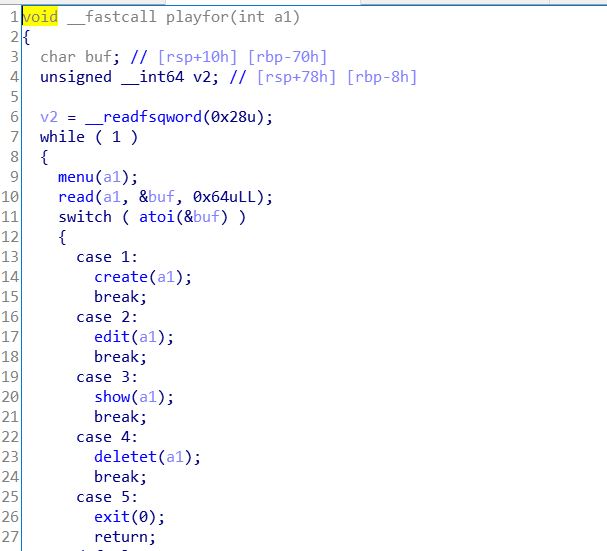 1 void __fastcall playfor(int a1)
2 {
3 char buf; // [rsp+10h] [rbp-70h]
4 unsigned __int64 v2; // [rsp+78h] [rbp-8h]
5
6 v2 = __readfsqword(0x28u);
7 while ( 1 )
8 {
9 menu(a1);
10 read(a1, &buf, 0x64uLL);
11 switch ( atoi(&buf) )
12 {
13 case 1:
14 create(a1);
15 break;
16 case 2:
17 edit(a1);
18 break;
19 case 3:
20 show(a1);
21 break;
22 case 4:
23 deletet(a1);
24 break;
25 case 5:
26 exit(0);
27 return;